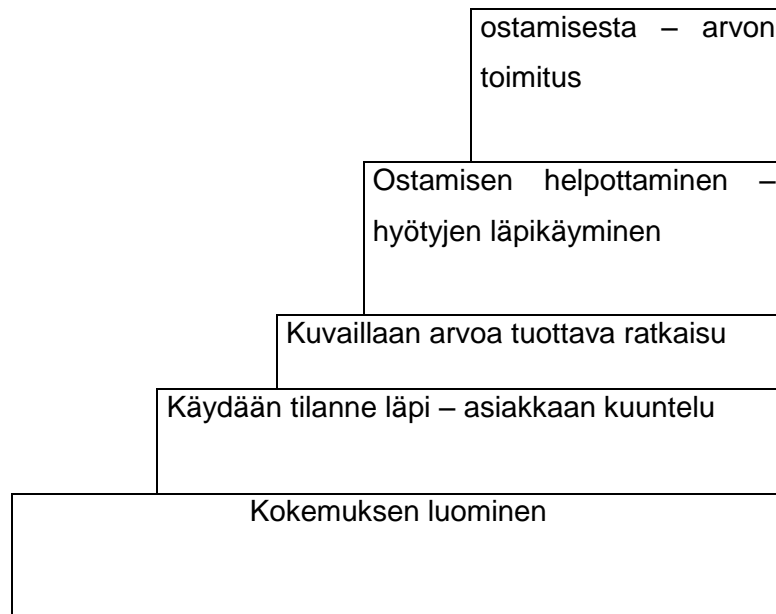 ostamisesta – arvon
toimitus
Ostamisen helpottaminen –
hyötyjen läpikäyminen
Kuvaillaan arvoa tuottava ratkaisu
Käydään tilanne läpi – asiakkaan kuuntelu
Kokemuksen luominen